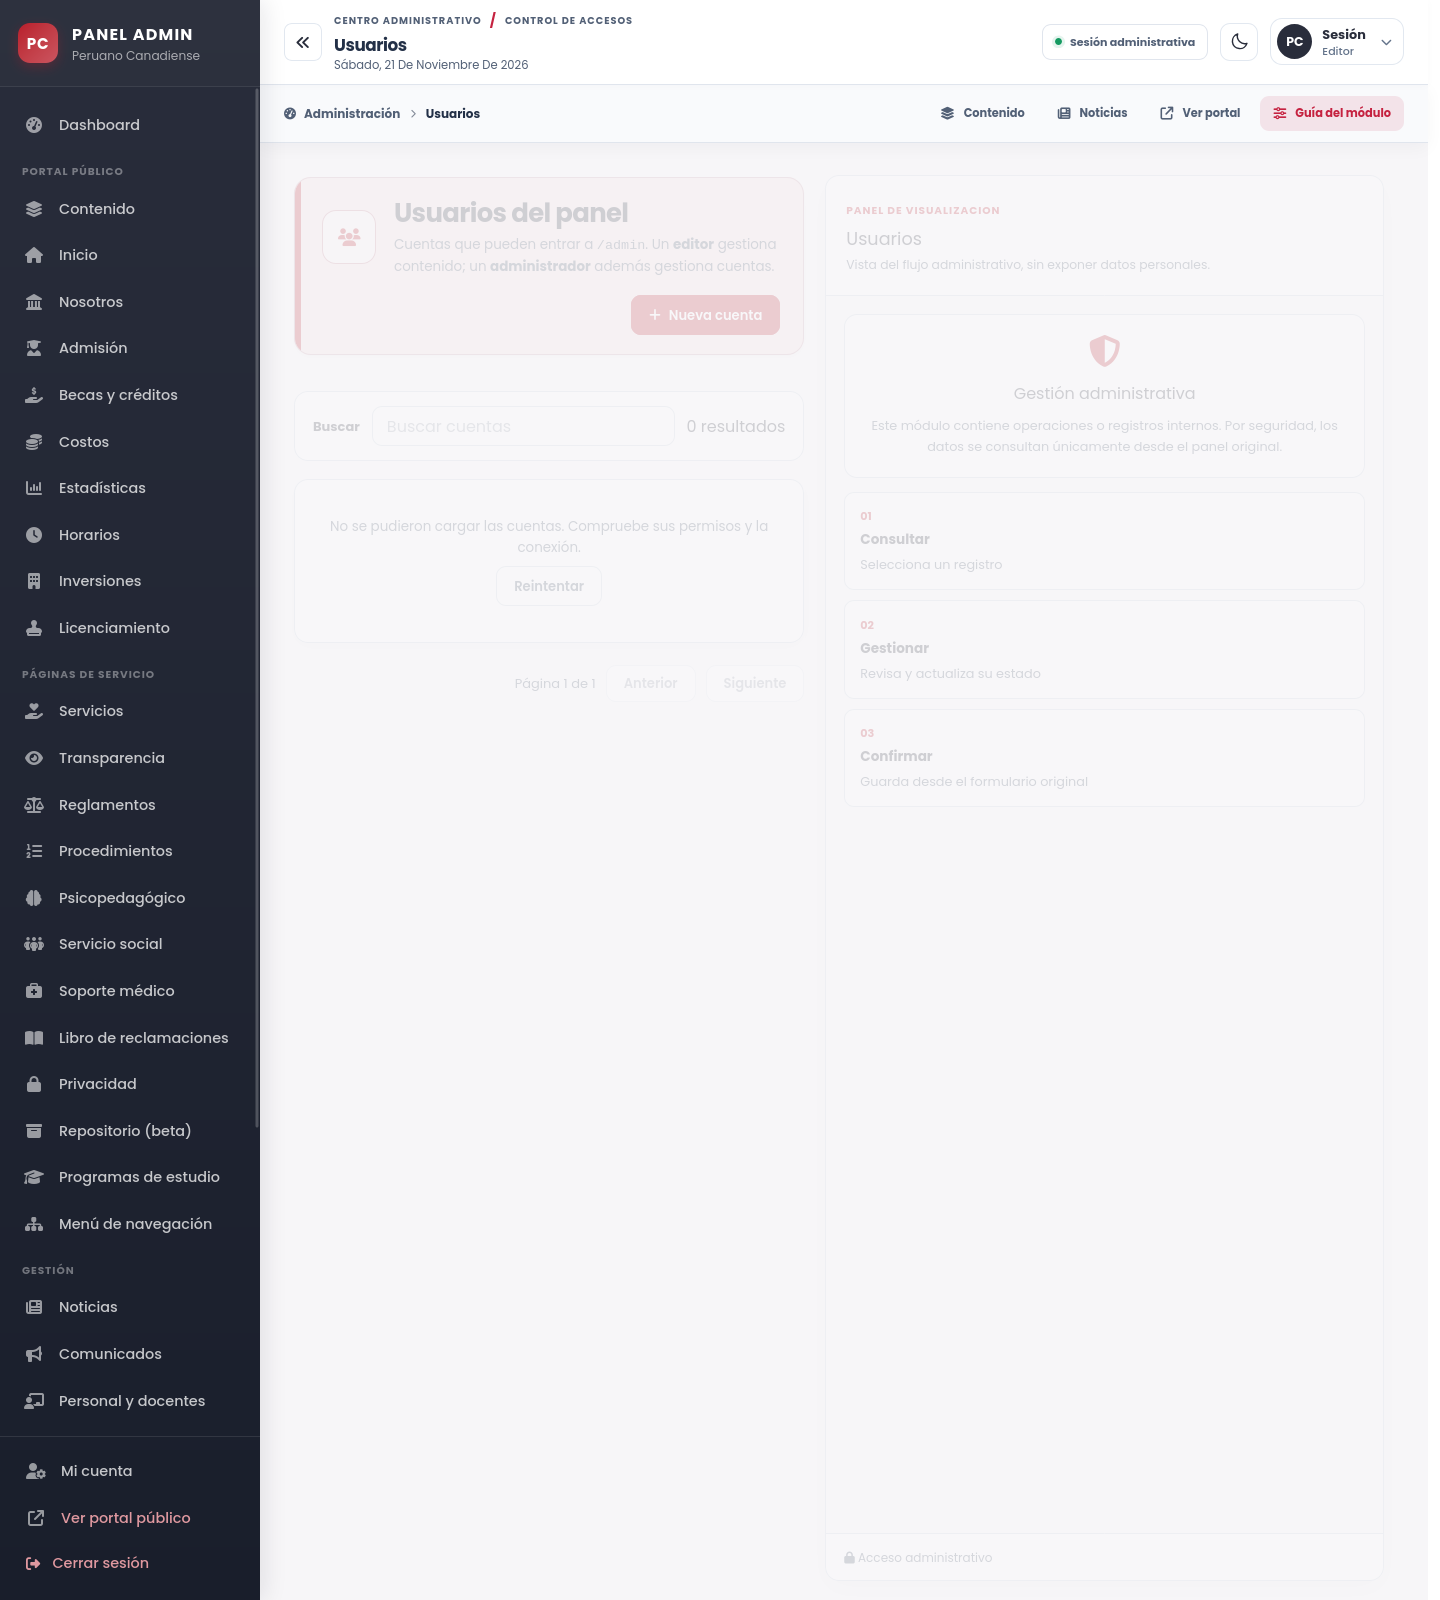 PC
PANEL ADMIN
Peruano Canadiense
Dashboard
PORTAL PÚBLICO
Contenido
Inicio
Nosotros
Admisión
Becas y créditos
Costos
Estadísticas
Horarios
Inversiones
Licenciamiento
PÁGINAS DE SERVICIO
Servicios
Transparencia
Reglamentos
Procedimientos
Psicopedagógico
Servicio social
Soporte médico
Libro de reclamaciones
Privacidad
Repositorio (beta)
Programas de estudio
Menú de navegación
GESTIÓN
Noticias
Comunicados
Personal y docentes
Mi cuenta
Ver portal público
Cerrar sesión
CENTRO ADMINISTRATIVO / CONTROL DE ACCESOS
Usuarios
Sábado, 21 De Noviembre De 2026
Sesión administrativa
PC
Sesión
Editor
Administración > Usuarios
Contenido
Noticias
Ver portal
Guía del módulo
Usuarios del panel
Cuentas que pueden entrar a /admin. Un editor gestiona
contenido; un administrador además gestiona cuentas.
+ Nueva cuenta
Buscar
Buscar cuentas
0 resultados
No se pudieron cargar las cuentas. Compruebe sus permisos y la
conexión.
Reintentar
Página 1 de 1
Anterior
Siguiente
PANEL DE VISUALIZACION
Usuarios
Vista del flujo administrativo, sin exponer datos personales.
Gestión administrativa
Este módulo contiene operaciones o registros internos. Por seguridad, los
datos se consultan únicamente desde el panel original.
01
Consultar
Selecciona un registro
02
Gestionar
Revisa y actualiza su estado
03
Confirmar
Guarda desde el formulario original
Acceso administrativo